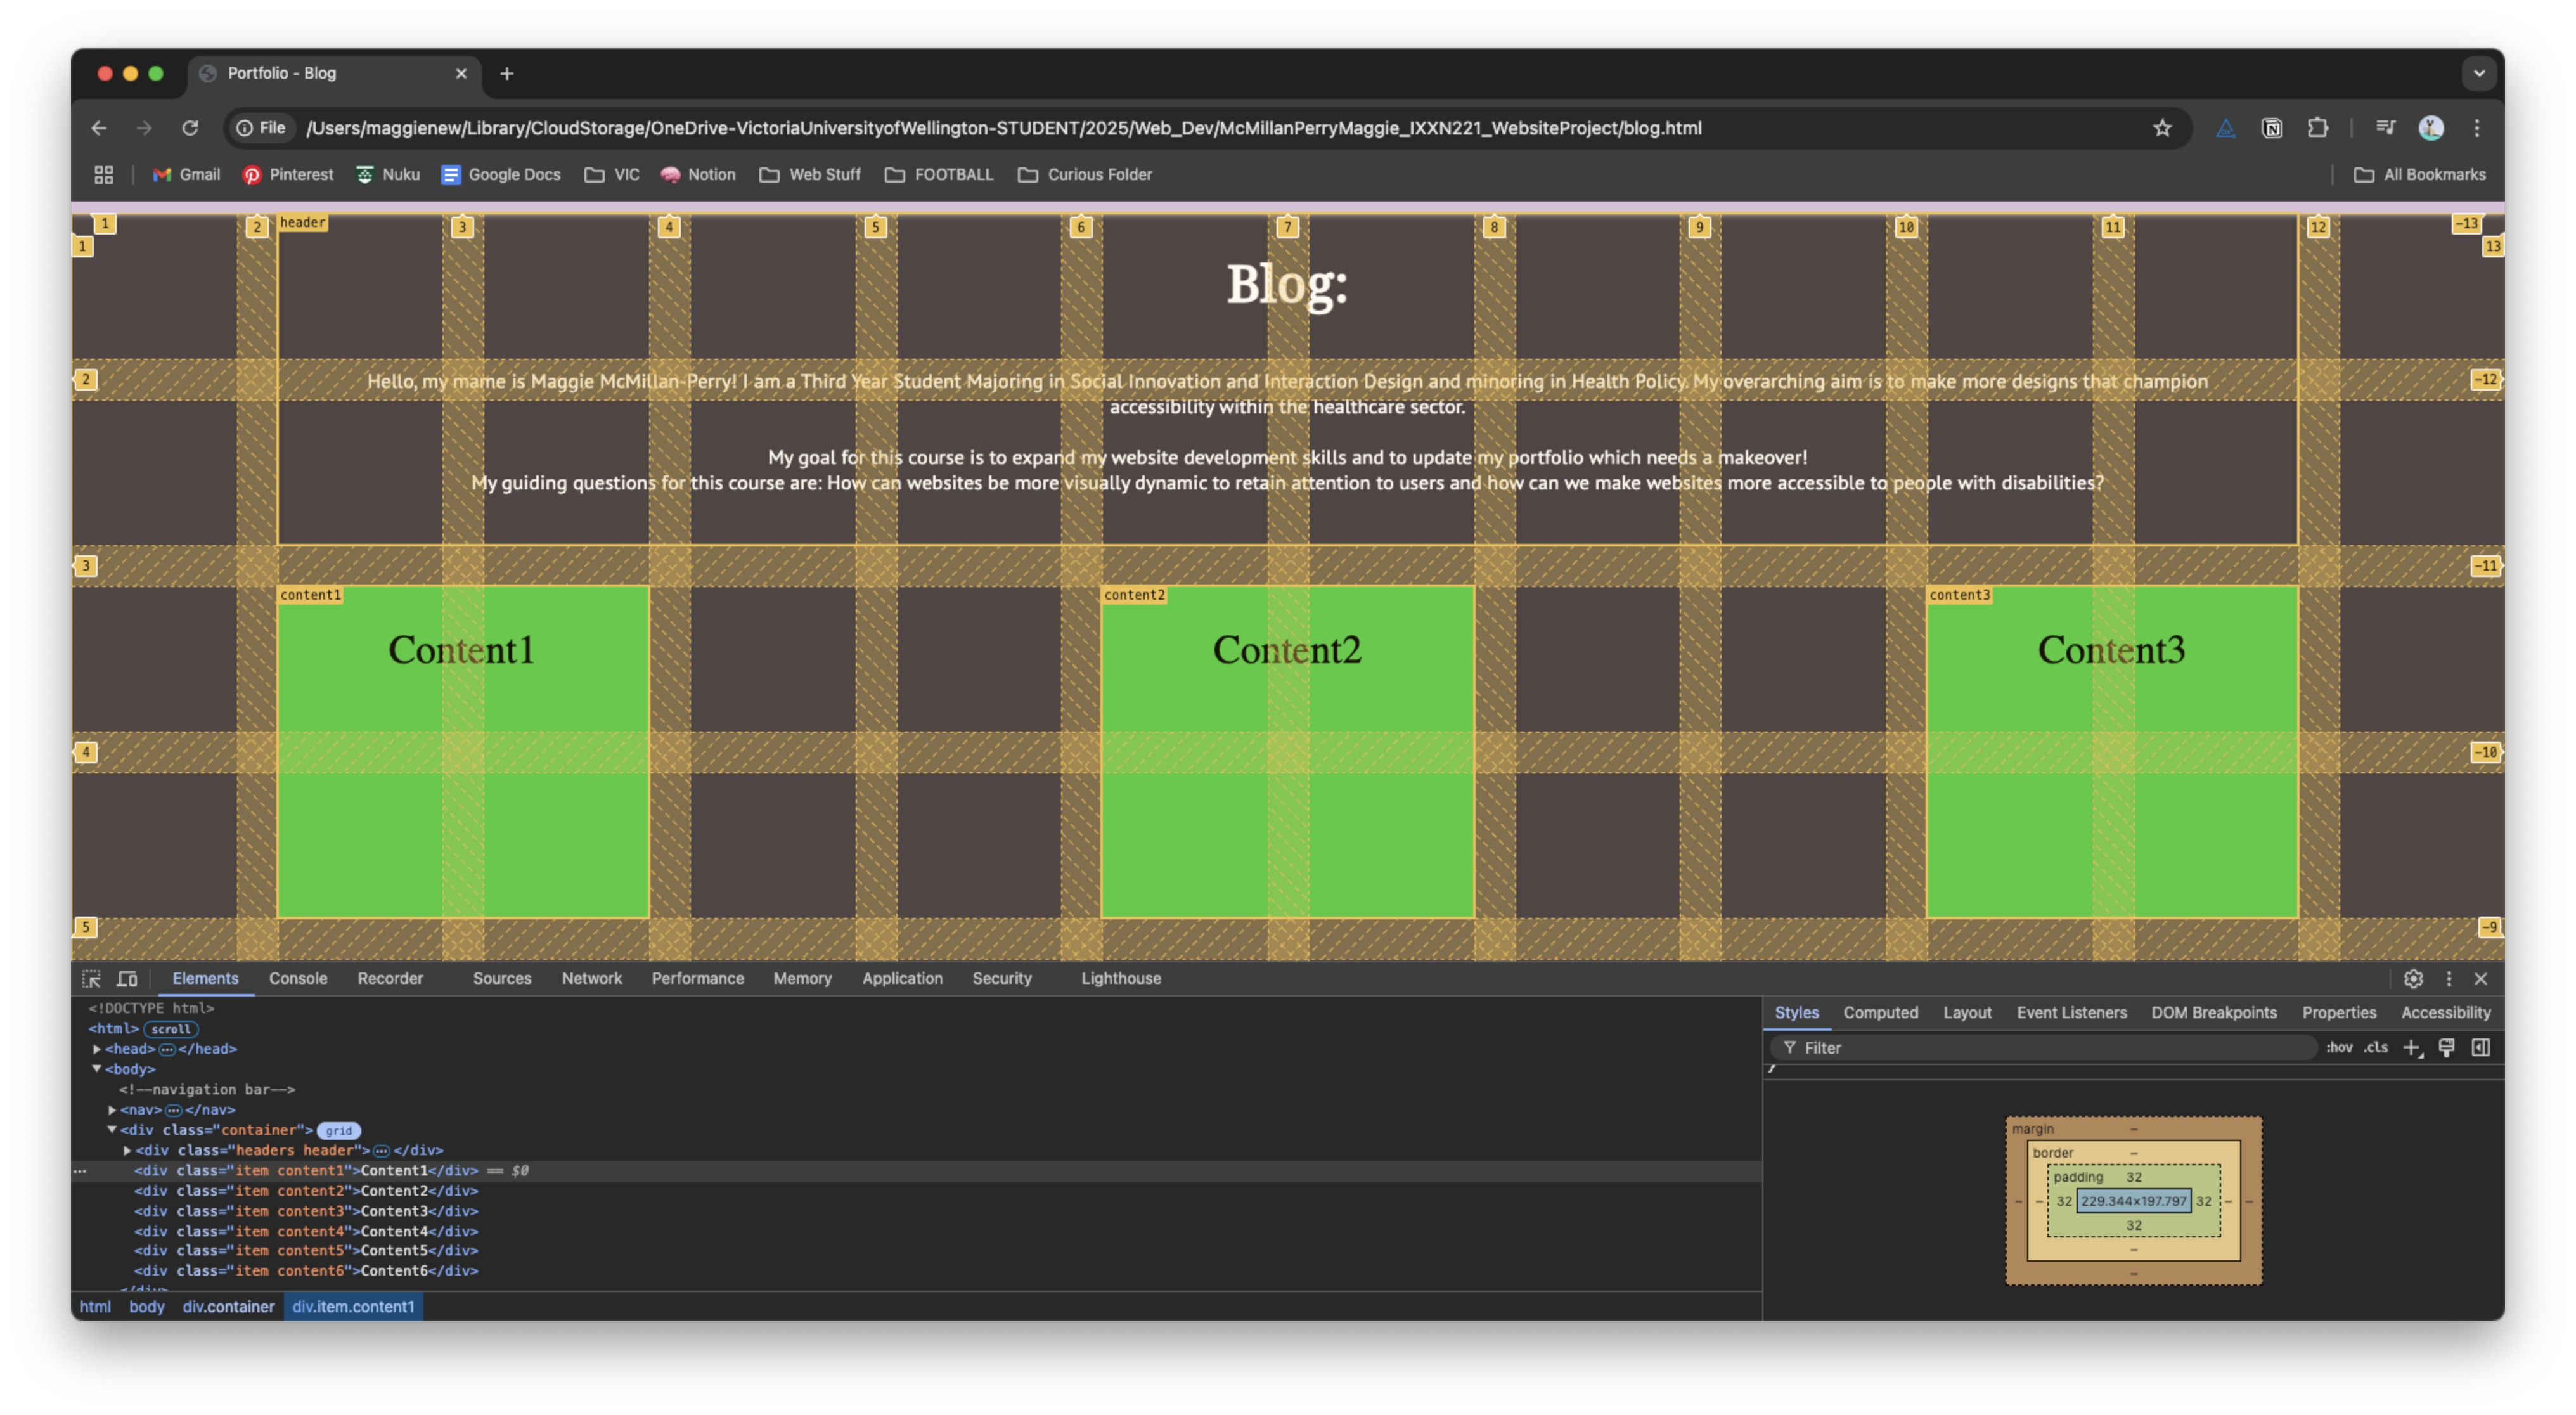 Portfolio - Blog
File /Users/maggienew/Library/CloudStorage/OneDrive-VictoriaUniversityofWellington-STUDENT/2025/Web_Dev/McMillanPerryMaggie_IXXN221_WebsiteProject/blog.html
Gmail Pinterest Nuku Google Docs VIC Notion Web Stuff FOOTBALL Curious Folder All Bookmarks
1 2 header 3 4 5 6 7 8 9 10 11 12 -13
1 13
Blog:
2 -12
Hello, my mame is Maggie McMillan-Perry! I am a Third Year Student Majoring in Social Innovation and Interaction Design and minoring in Health Policy. My overarching aim is to make more designs that champion
accessibility within the healthcare sector.
My goal for this course is to expand my website development skills and to update my portfolio which needs a makeover!
My guiding questions for this course are: How can websites be more visually dynamic to retain attention to users and how can we make websites more accessible to people with disabilities?
3 -11
content1 content2 content3
Content1 Content2 Content3
4 -10
5 -9
Elements Console Recorder Sources Network Performance Memory Application Security Lighthouse
<!DOCTYPE html>
<html> scroll
<head> ··· </head>
<body>
<!--navigation bar-->
<nav> ··· </nav>
<div class="container"> grid
<div class="headers header"> ··· </div>
··· <div class="item content1">Content1</div> == $0
<div class="item content2">Content2</div>
<div class="item content3">Content3</div>
<div class="item content4">Content4</div>
<div class="item content5">Content5</div>
<div class="item content6">Content6</div>
</div>
html body div.container div.item.content1
Styles Computed Layout Event Listeners DOM Breakpoints Properties Accessibility
Filter :hov .cls
}
margin –
border –
padding 32
– – 32 229.344×197.797 32 – –
32
–
–